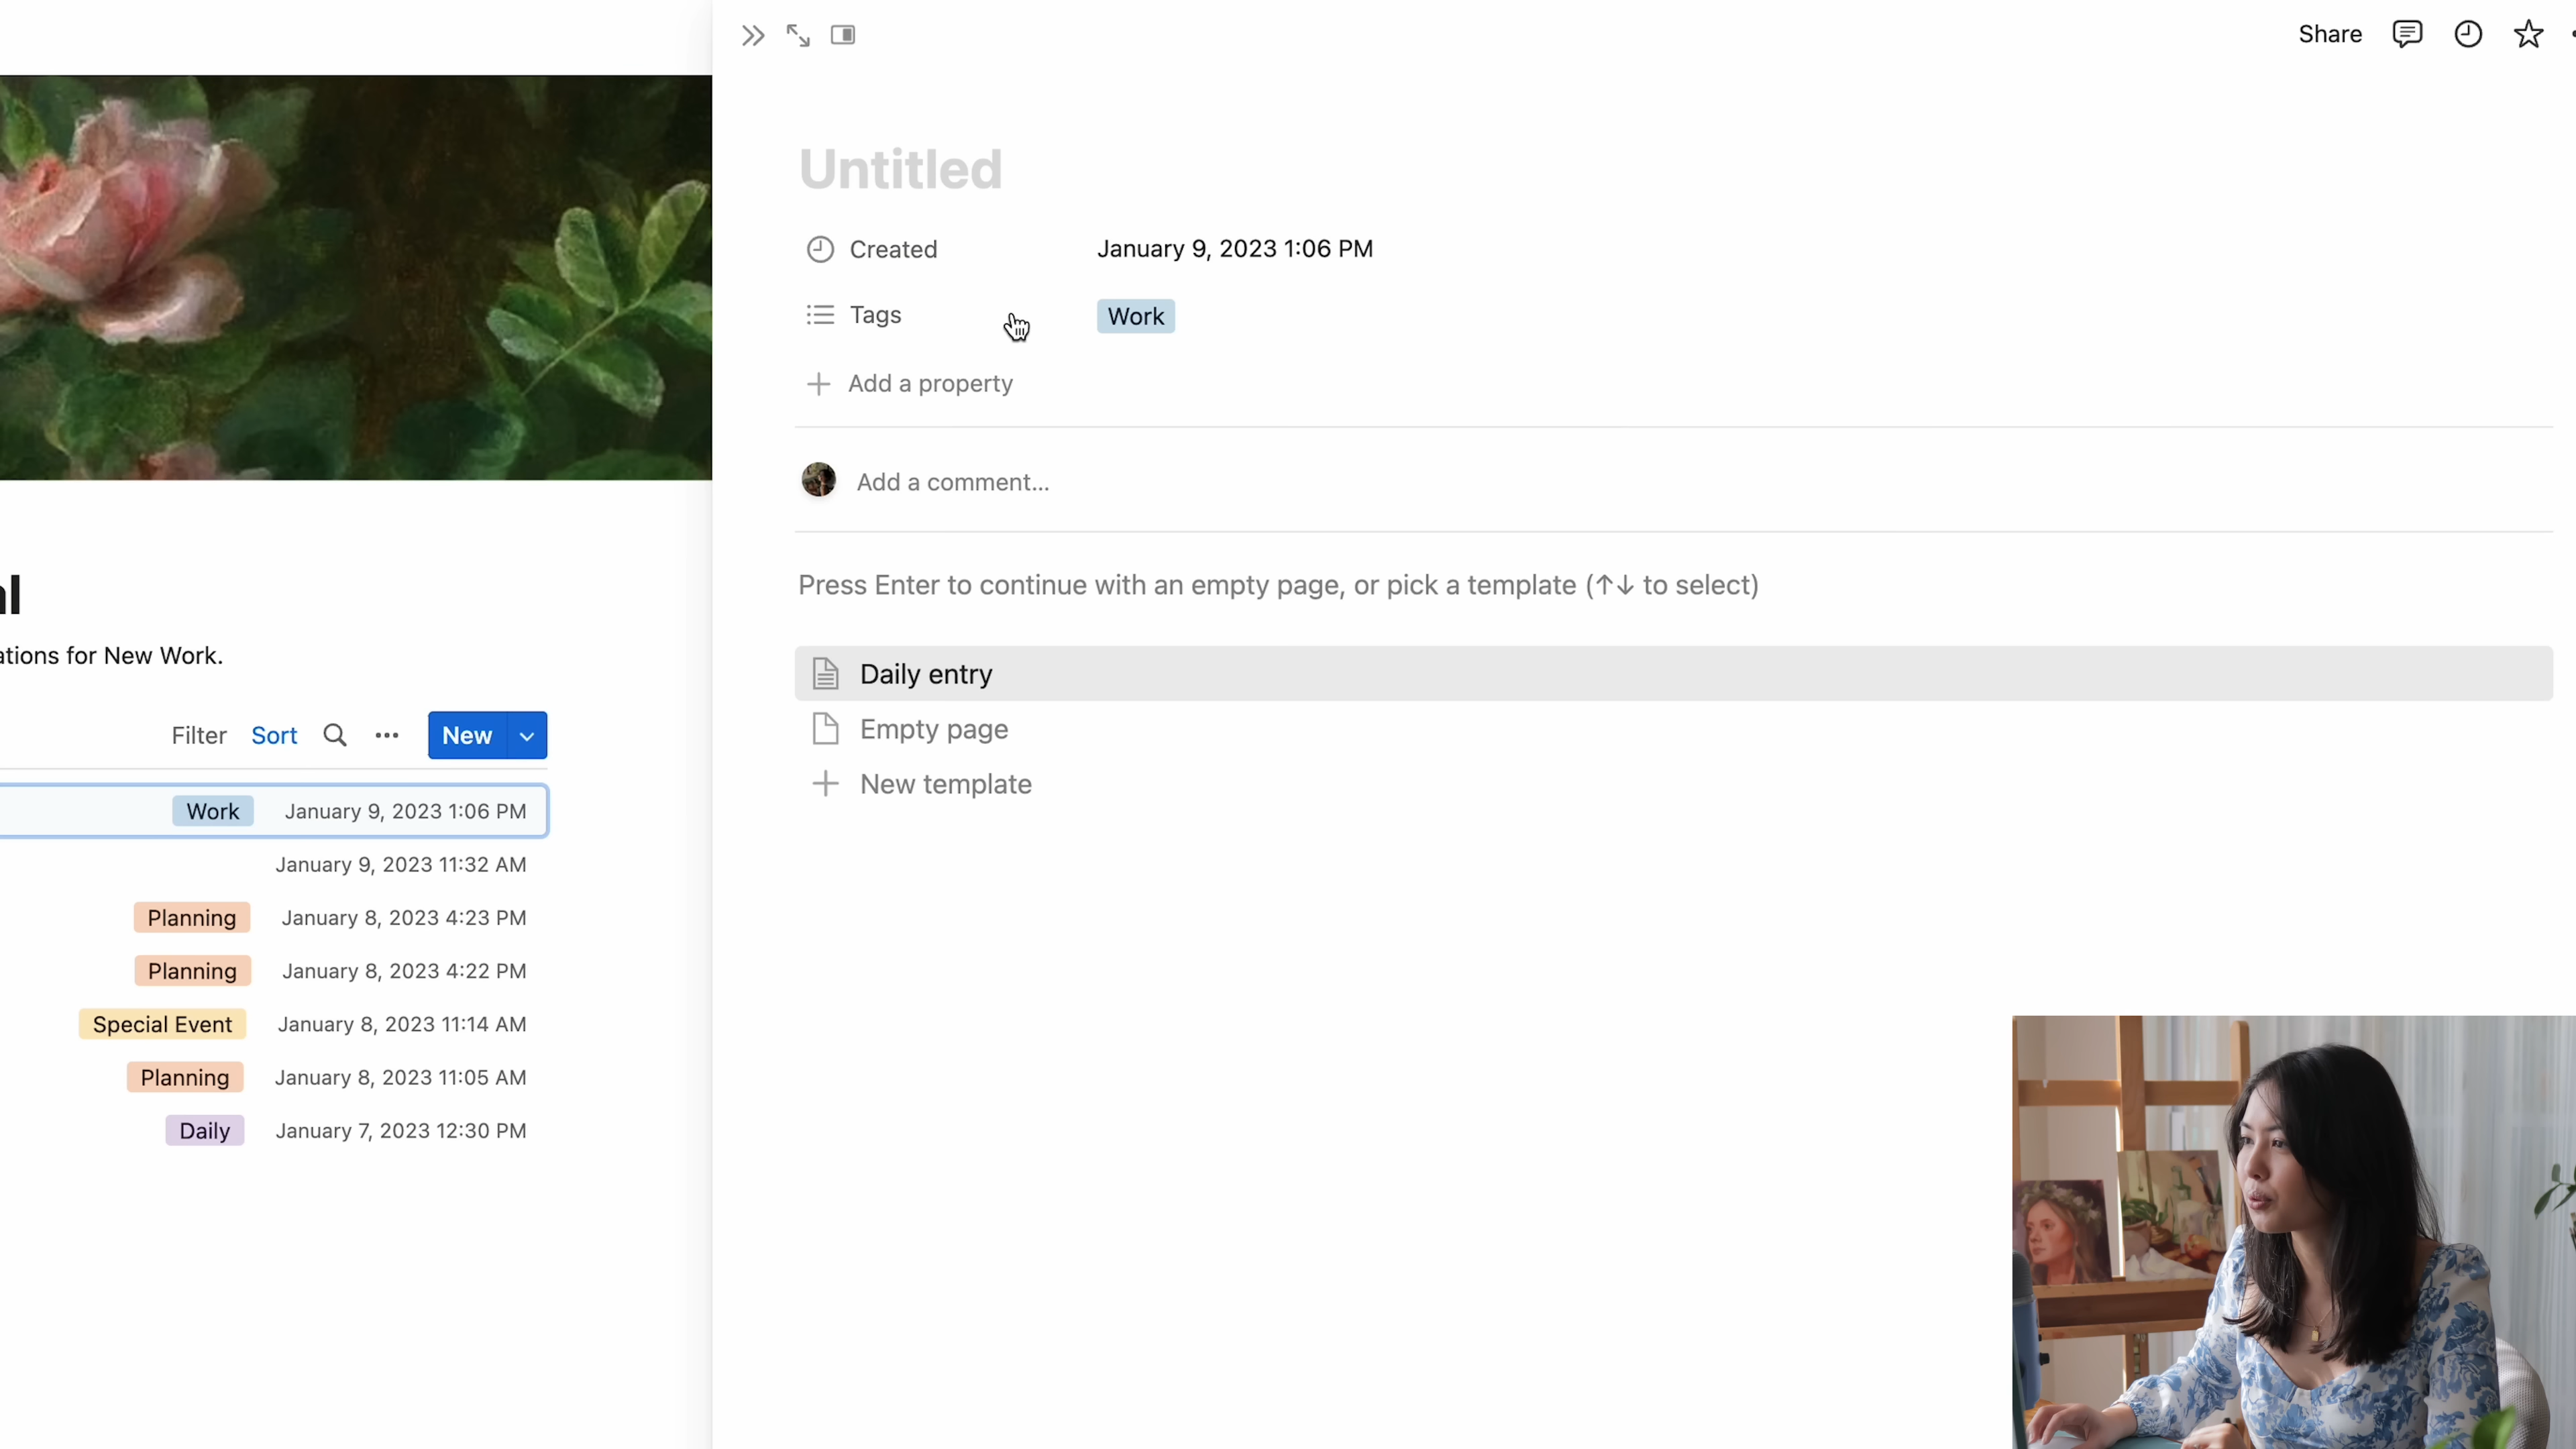 Share
Untitled
Created January 9, 2023 1:06 PM
Tags Work
Add a property
Add a comment...
Press Enter to continue with an empty page, or pick a template (↑↓ to select)
Daily entry
Empty page
New template
al
ations for New Work.
Filter Sort New
Work January 9, 2023 1:06 PM
January 9, 2023 11:32 AM
Planning January 8, 2023 4:23 PM
Planning January 8, 2023 4:22 PM
Special Event January 8, 2023 11:14 AM
Planning January 8, 2023 11:05 AM
Daily January 7, 2023 12:30 PM